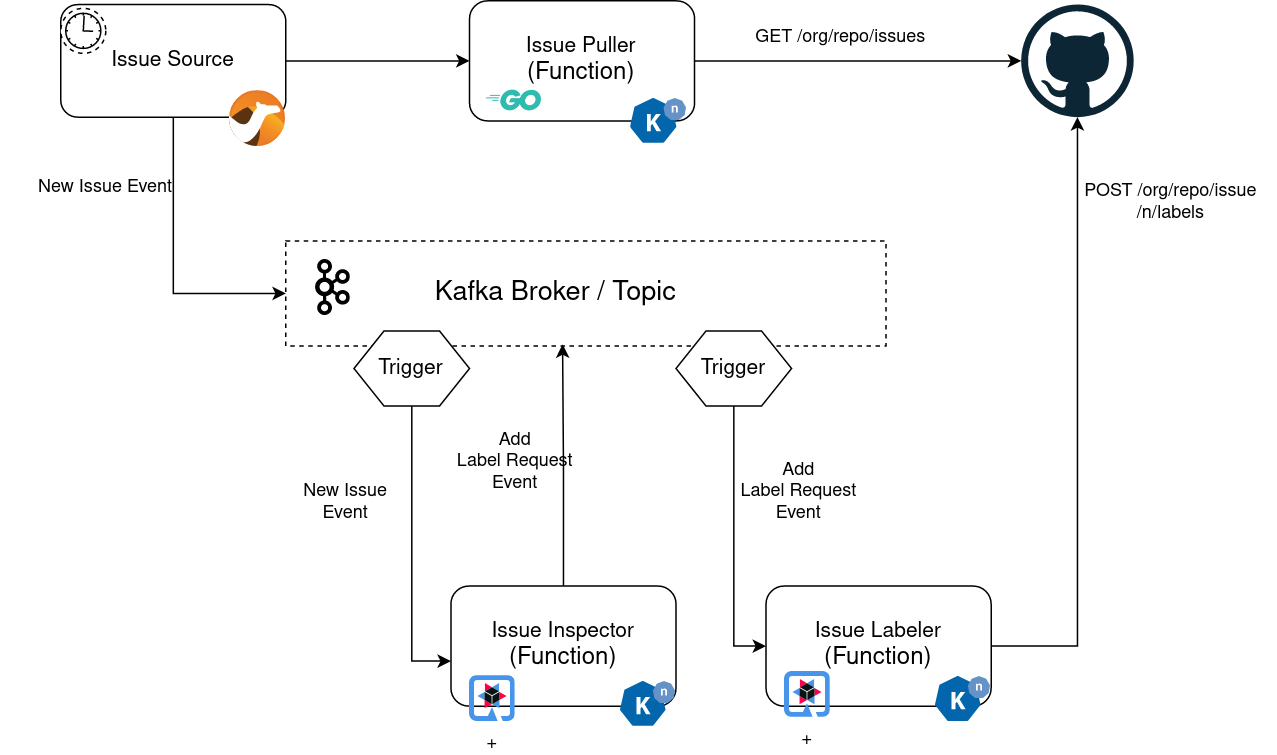 Issue Source
Issue Puller
(Function)
GO
K
n
GET /org/repo/issues
New Issue Event
POST /org/repo/issue
/n/labels
Kafka Broker / Topic
Trigger
Trigger
New Issue
Event
Add
Label Request
Event
Add
Label Request
Event
Issue Inspector
(Function)
K
n
+
Issue Labeler
(Function)
K
n
+